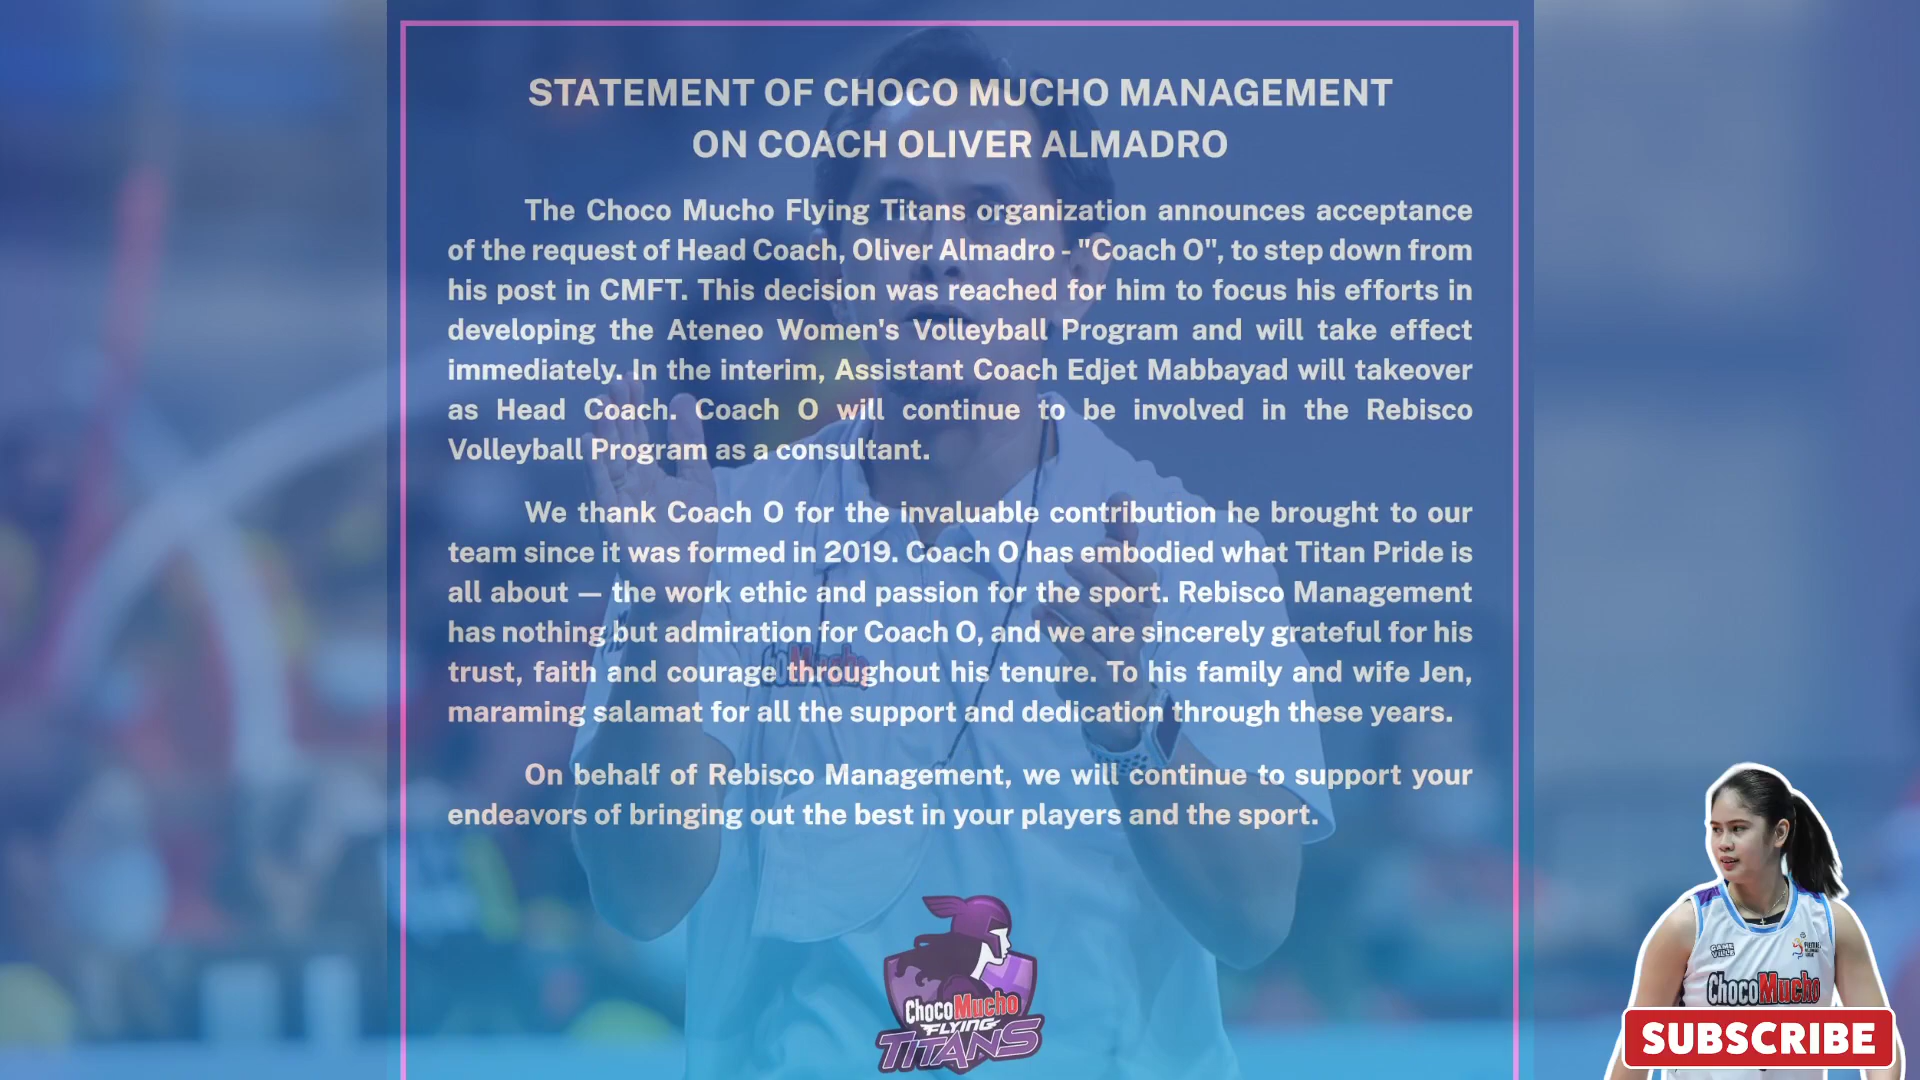 STATEMENT OF CHOCO MUCHO MANAGEMENT
ON COACH OLIVER ALMADRO
The Choco Mucho Flying Titans organization announces acceptance
of the request of Head Coach, Oliver Almadro - "Coach O", to step down from
his post in CMFT. This decision was reached for him to focus his efforts in
developing the Ateneo Women's Volleyball Program and will take effect
immediately. In the interim, Assistant Coach Edjet Mabbayad will takeover
as Head Coach. Coach O will continue to be involved in the Rebisco
Volleyball Program as a consultant.
We thank Coach O for the invaluable contribution he brought to our
team since it was formed in 2019. Coach O has embodied what Titan Pride is
all about — the work ethic and passion for the sport. Rebisco Management
has nothing but admiration for Coach O, and we are sincerely grateful for his
trust, faith and courage throughout his tenure. To his family and wife Jen,
maraming salamat for all the support and dedication through these years.
On behalf of Rebisco Management, we will continue to support your
endeavors of bringing out the best in your players and the sport.
ChocoMucho
FLYING
TITANS
GAME
VILLE
ChocoMucho
SUBSCRIBE